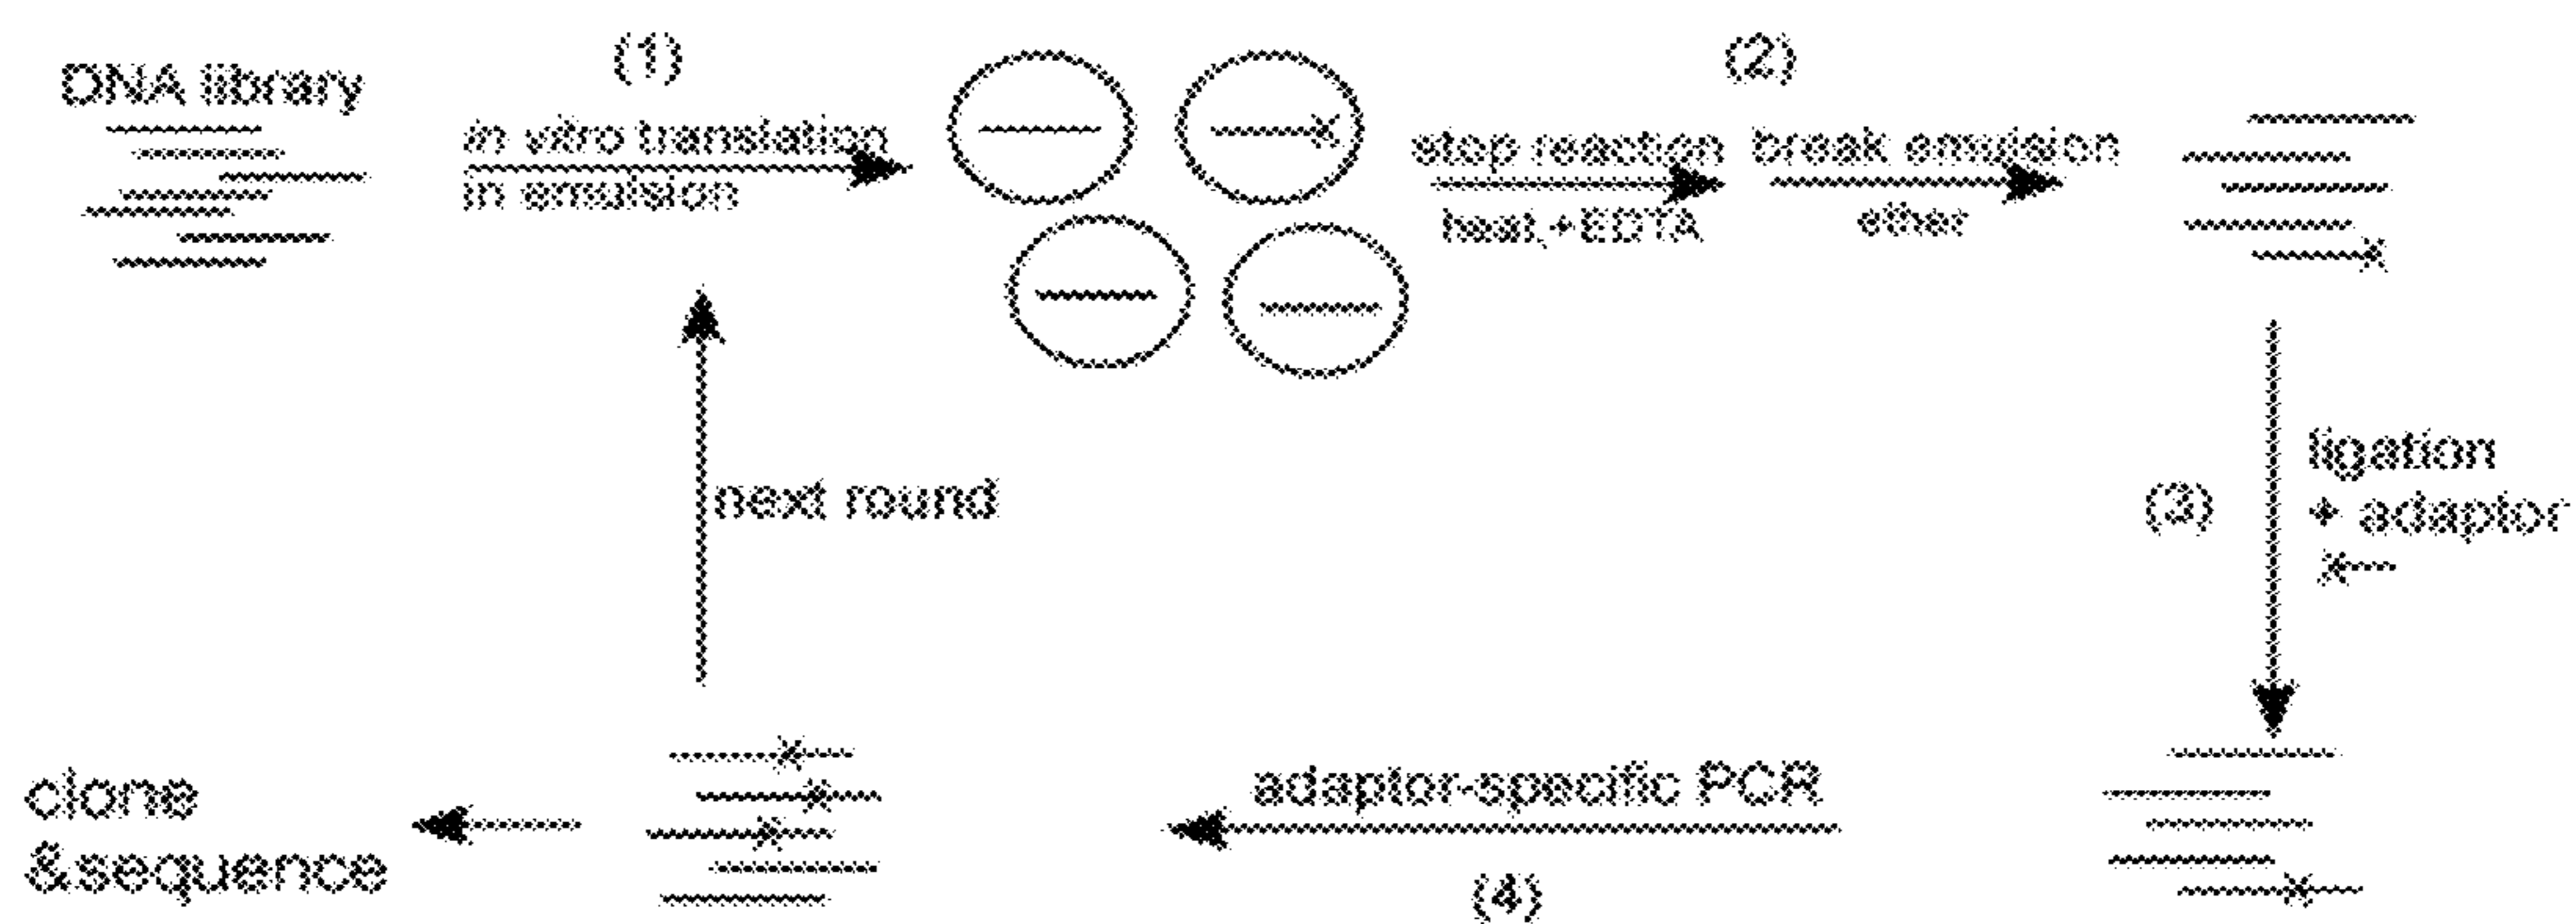 (1)
DNA library
in vitro translation
in emulsion
(2)
stop reaction
heat,+EDTA
break emulsion
ether
(3)
ligation
+ adaptor
next round
adaptor-specific PCR
(4)
clone
&sequence